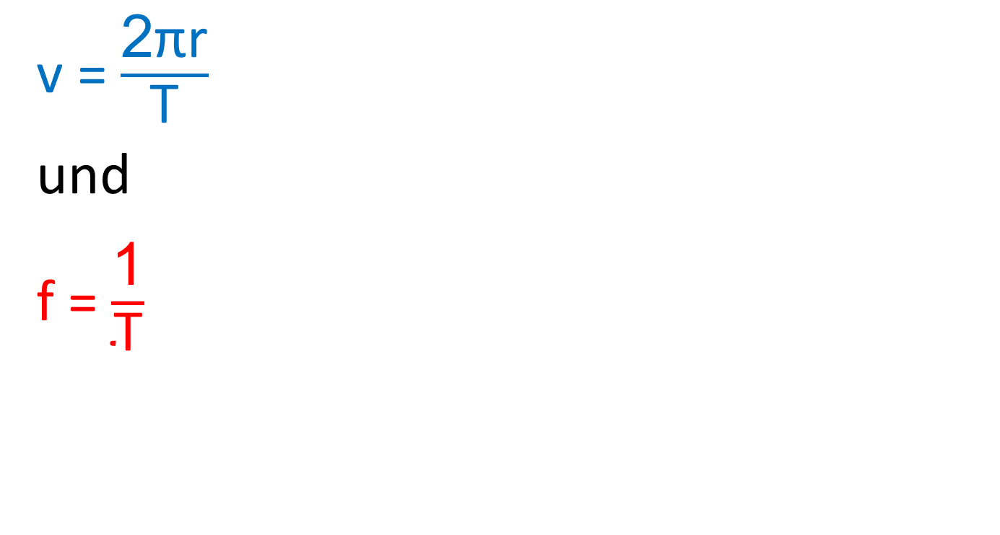 v = 2πr/T
und
f = 1/T